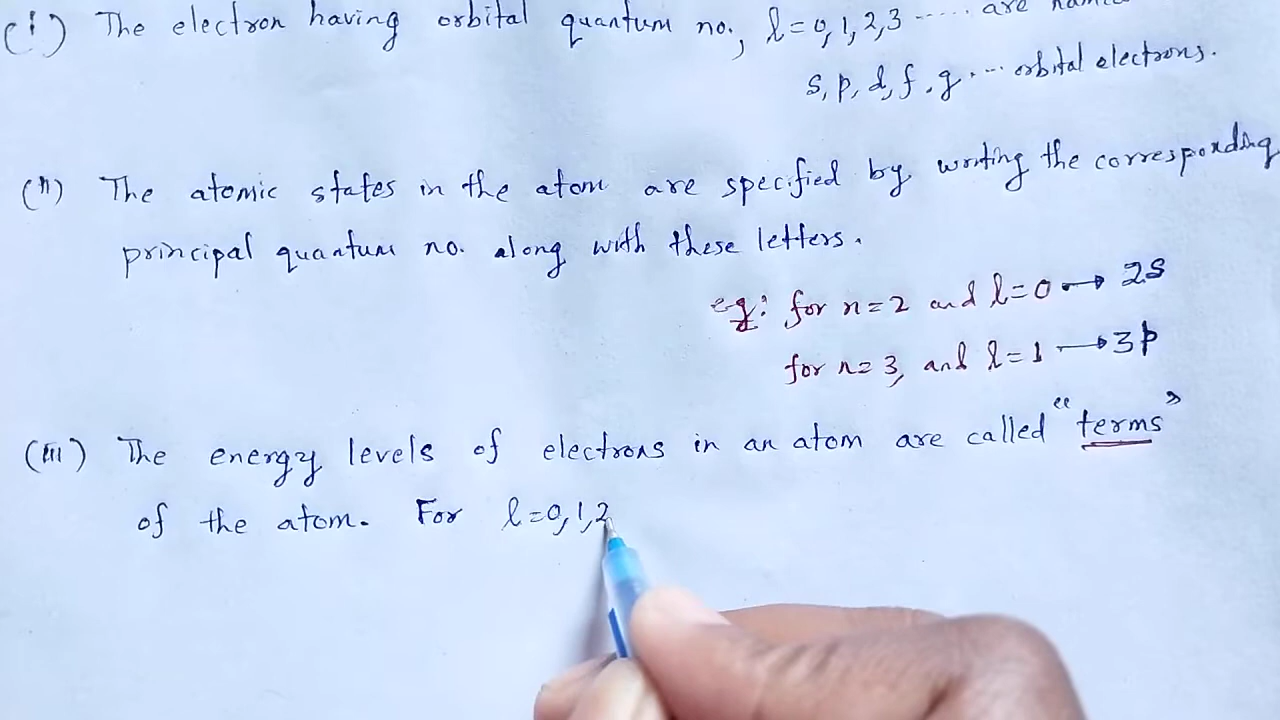 (i) The electron having orbital quantum no., l=0,1,2,3 ..... are
s, p, d, f, g .... orbital electrons.
(ii) The atomic states in the atom are specified by writing the corresponding
principal quantum no. along with these letters.
eg: for n=2 and l=0 → 2s
for n=3, and l=1 → 3p
(iii) The energy levels of electrons in an atom are called "terms"
of the atom. For l=0,1,2